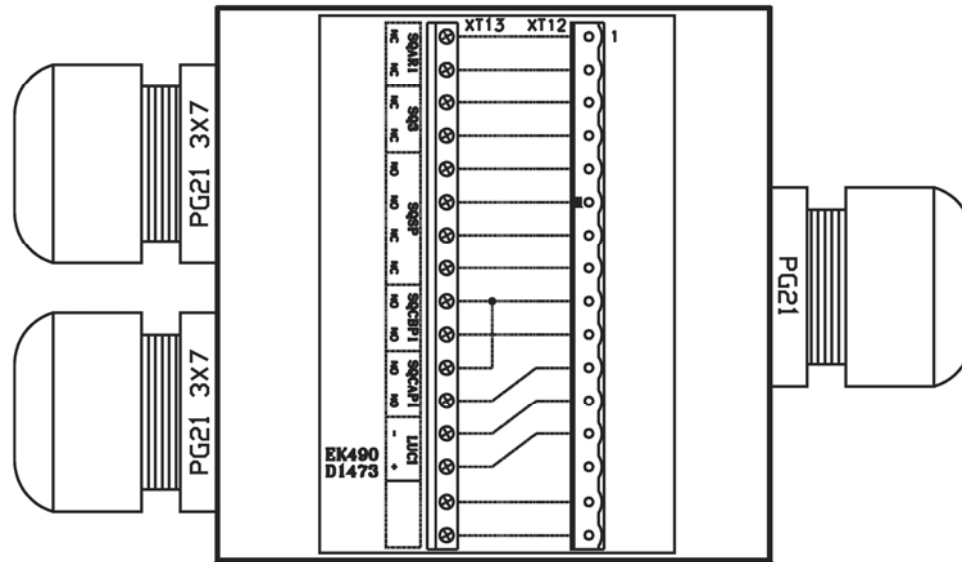 XT13 XT12
1
NC
NC
SQAR1
NC
NC
SQS
NO
NO
NC
NC
SQSP
NO
NO
SQCBP1
NO
NO
SQCAP1
-
+
LUCI
EK490
D1473
PG21 3X7
PG21 3X7
PG21